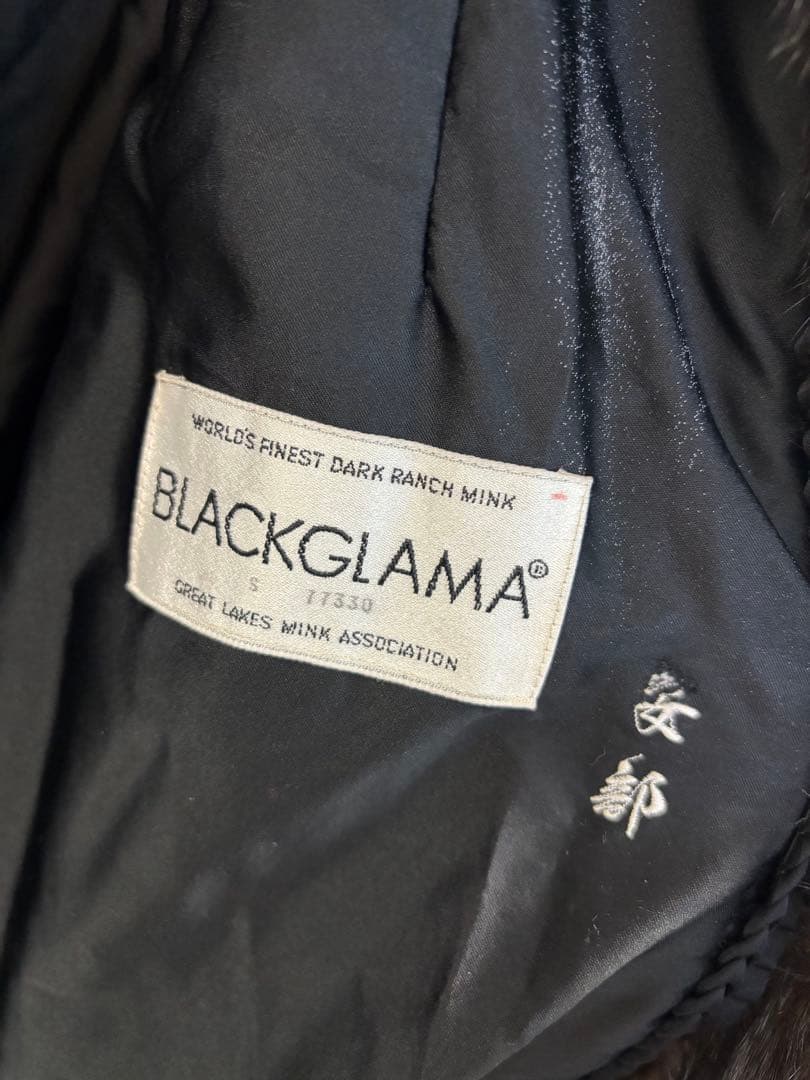 WORLD'S FINEST DARK RANCH MINK
BLACKGLAMA®
S 77330
GREAT LAKES MINK ASSOCIATION
安部